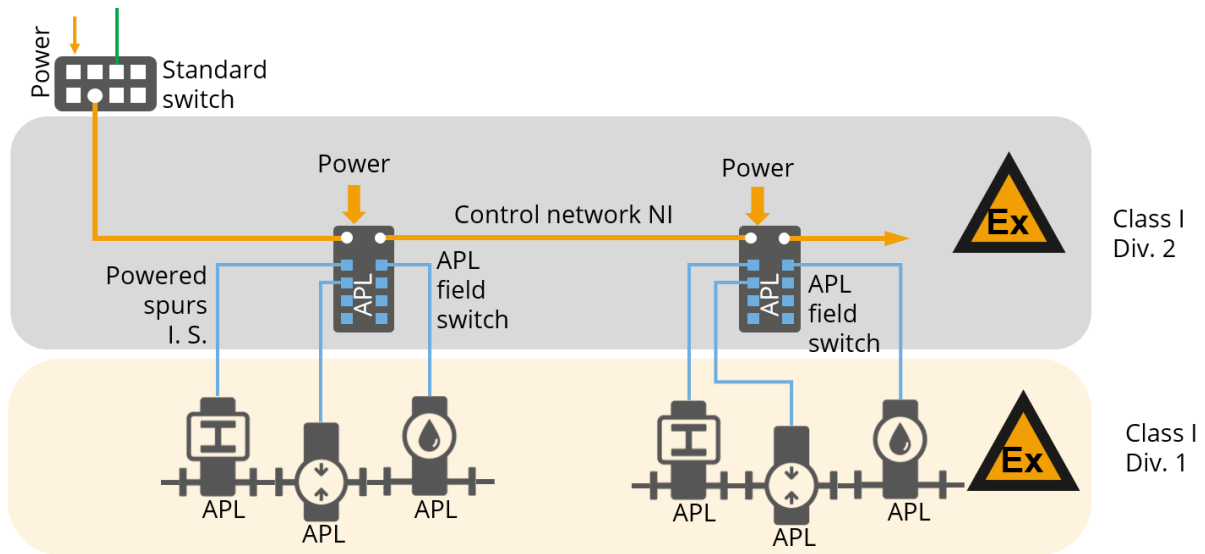 Power
Standard
switch
Power
Power
Control network NI
Ex
Class I
Div. 2
Powered
spurs
I. S.
APL
APL
field
switch
APL
APL
field
switch
APL
APL
APL
APL
APL
APL
Ex
Class I
Div. 1